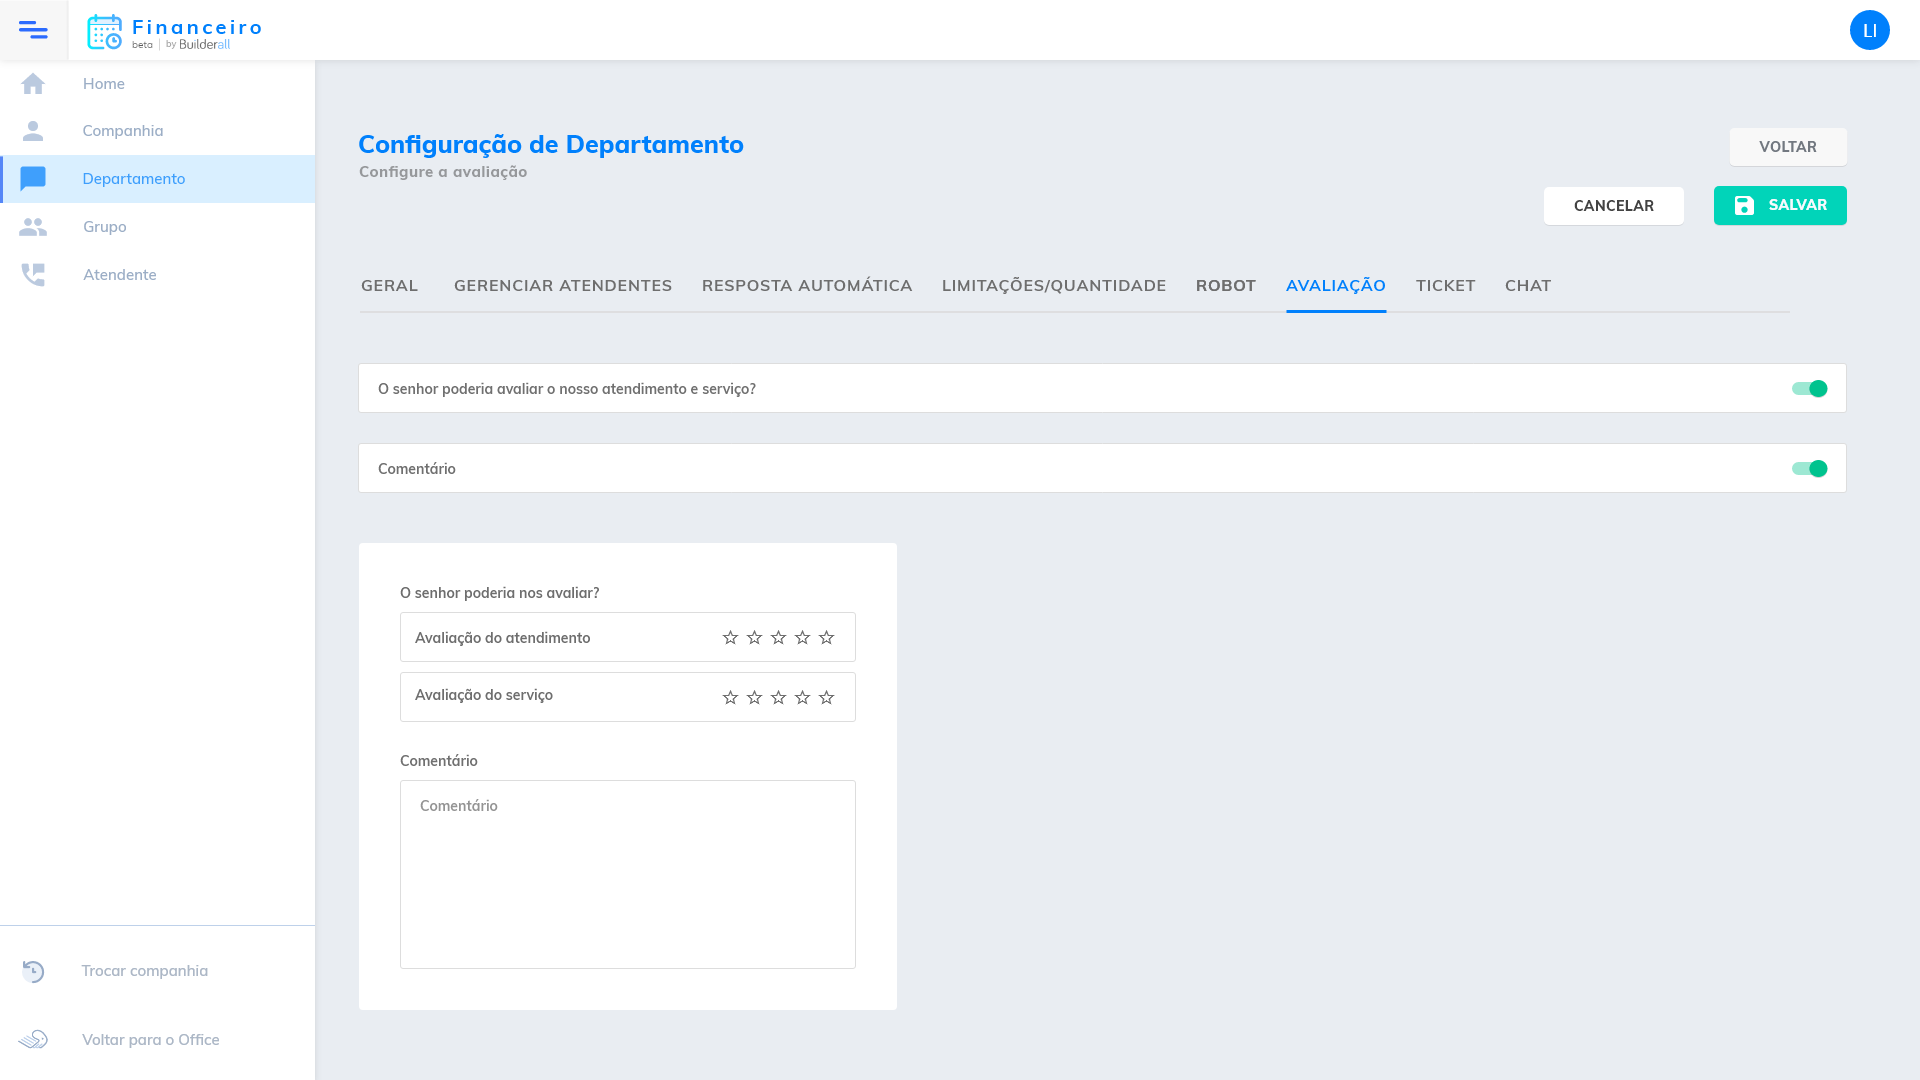 Financeiro
beta | by Builderall
LI
Home
Companhia
Departamento
Grupo
Atendente
Trocar companhia
Voltar para o Office
Configuração de Departamento
Configure a avaliação
VOLTAR
CANCELAR
SALVAR
GERAL GERENCIAR ATENDENTES RESPOSTA AUTOMÁTICA LIMITAÇÕES/QUANTIDADE ROBOT AVALIAÇÃO TICKET CHAT
O senhor poderia avaliar o nosso atendimento e serviço?
Comentário
O senhor poderia nos avaliar?
Avaliação do atendimento
Avaliação do serviço
Comentário
Comentário